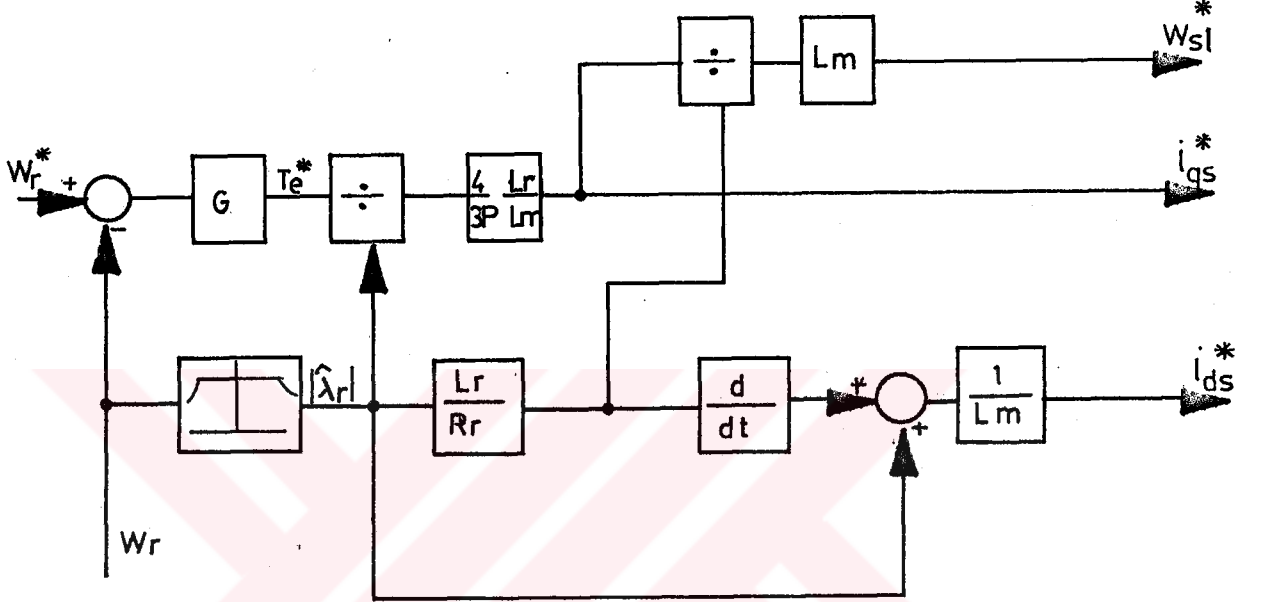 Wsl*
÷
Lm
iqs*
Wr*
+
−
G
Te*
÷
4 Lr
3P Lm
|λ̂r|
Lr
Rr
d
dt
+
+
1
Lm
ids*
Wr